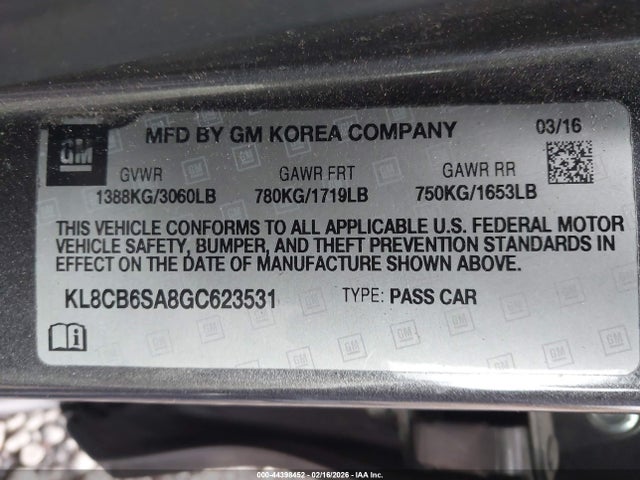 GM
MFD BY GM KOREA COMPANY 03/16
GVWR GAWR FRT GAWR RR
1388KG/3060LB 780KG/1719LB 750KG/1653LB
THIS VEHICLE CONFORMS TO ALL APPLICABLE U.S. FEDERAL MOTOR
VEHICLE SAFETY, BUMPER, AND THEFT PREVENTION STANDARDS IN
EFFECT ON THE DATE OF MANUFACTURE SHOWN ABOVE.
KL8CB6SA8GC623531 TYPE: PASS CAR
000-44398452 - 02/16/2026 - IAA Inc.